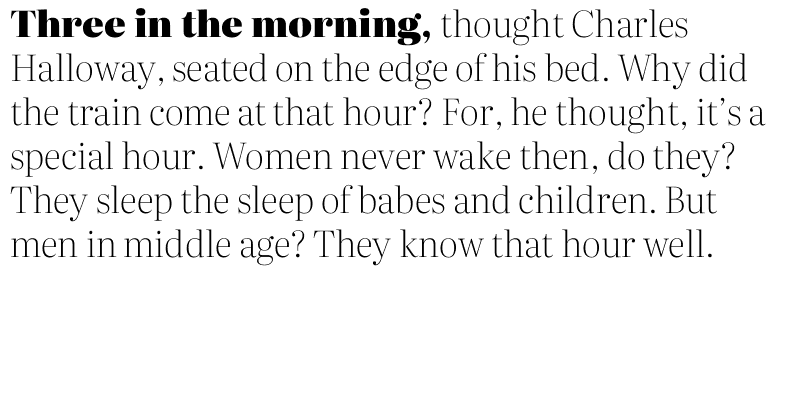 Three in the morning, thought Charles
Halloway, seated on the edge of his bed. Why did
the train come at that hour? For, he thought, it’s a
special hour. Women never wake then, do they?
They sleep the sleep of babes and children. But
men in middle age? They know that hour well.